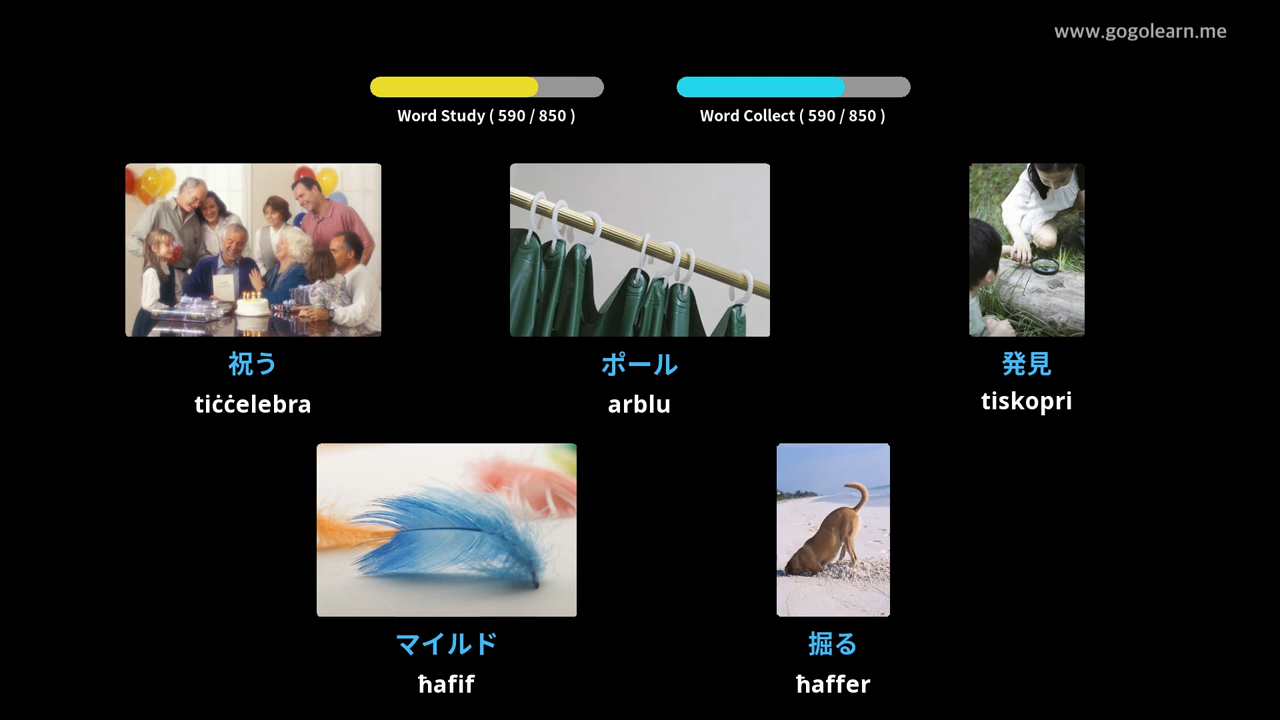 www.gogolearn.me
Word Study ( 590 / 850 )
Word Collect ( 590 / 850 )
祝う
tiċċelebra
ポール
arblu
発見
tiskopri
マイルド
ħafif
掘る
ħaffer